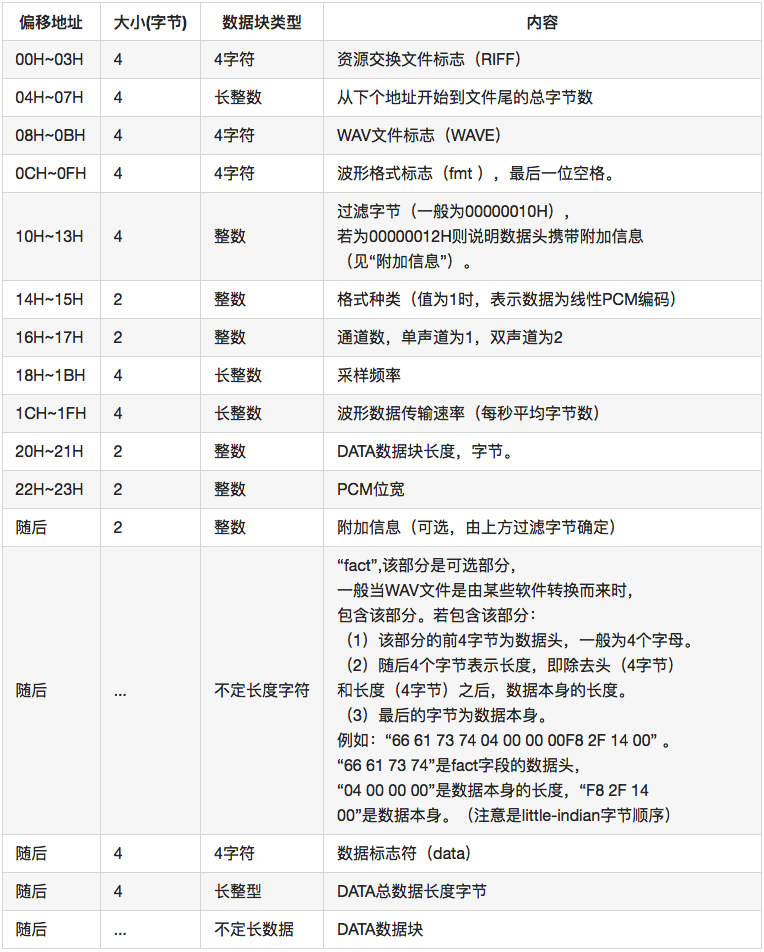 偏移地址 大小(字节) 数据块类型 内容
00H~03H 4 4字符 资源交换文件标志（RIFF）
04H~07H 4 长整数 从下个地址开始到文件尾的总字节数
08H~0BH 4 4字符 WAV文件标志（WAVE）
0CH~0FH 4 4字符 波形格式标志（fmt ），最后一位空格。
10H~13H 4 整数 过滤字节（一般为00000010H），
若为00000012H则说明数据头携带附加信息
（见“附加信息”）。
14H~15H 2 整数 格式种类（值为1时，表示数据为线性PCM编码）
16H~17H 2 整数 通道数，单声道为1，双声道为2
18H~1BH 4 长整数 采样频率
1CH~1FH 4 长整数 波形数据传输速率（每秒平均字节数）
20H~21H 2 整数 DATA数据块长度，字节。
22H~23H 2 整数 PCM位宽
随后 2 整数 附加信息（可选，由上方过滤字节确定）
随后 ... 不定长度字符 “fact”,该部分是可选部分，
一般当WAV文件是由某些软件转换而来时，
包含该部分。若包含该部分：
（1）该部分的前4字节为数据头，一般为4个字母。
（2）随后4个字节表示长度，即除去头（4字节）
和长度（4字节）之后，数据本身的长度。
（3）最后的字节为数据本身。
例如：“66 61 73 74 04 00 00 00F8 2F 14 00” 。
“66 61 73 74”是fact字段的数据头，
“04 00 00 00”是数据本身的长度，“F8 2F 14
00”是数据本身。（注意是little-indian字节顺序）
随后 4 4字符 数据标志符（data）
随后 4 长整型 DATA总数据长度字节
随后 ... 不定长数据 DATA数据块